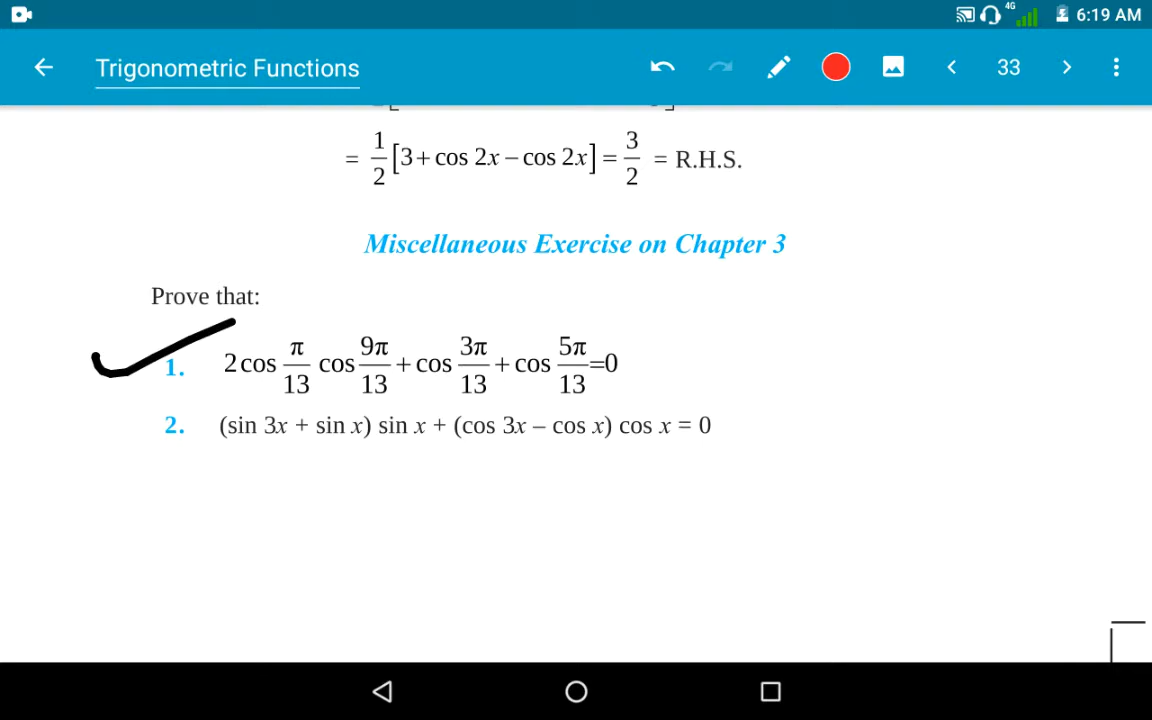 4G 6:19 AM
Trigonometric Functions 33
= 1/2 [3 + cos 2x – cos 2x] = 3/2 = R.H.S.
Miscellaneous Exercise on Chapter 3
Prove that:
1. 2 cos π/13 cos 9π/13 + cos 3π/13 + cos 5π/13 =0
2. (sin 3x + sin x) sin x + (cos 3x – cos x) cos x = 0